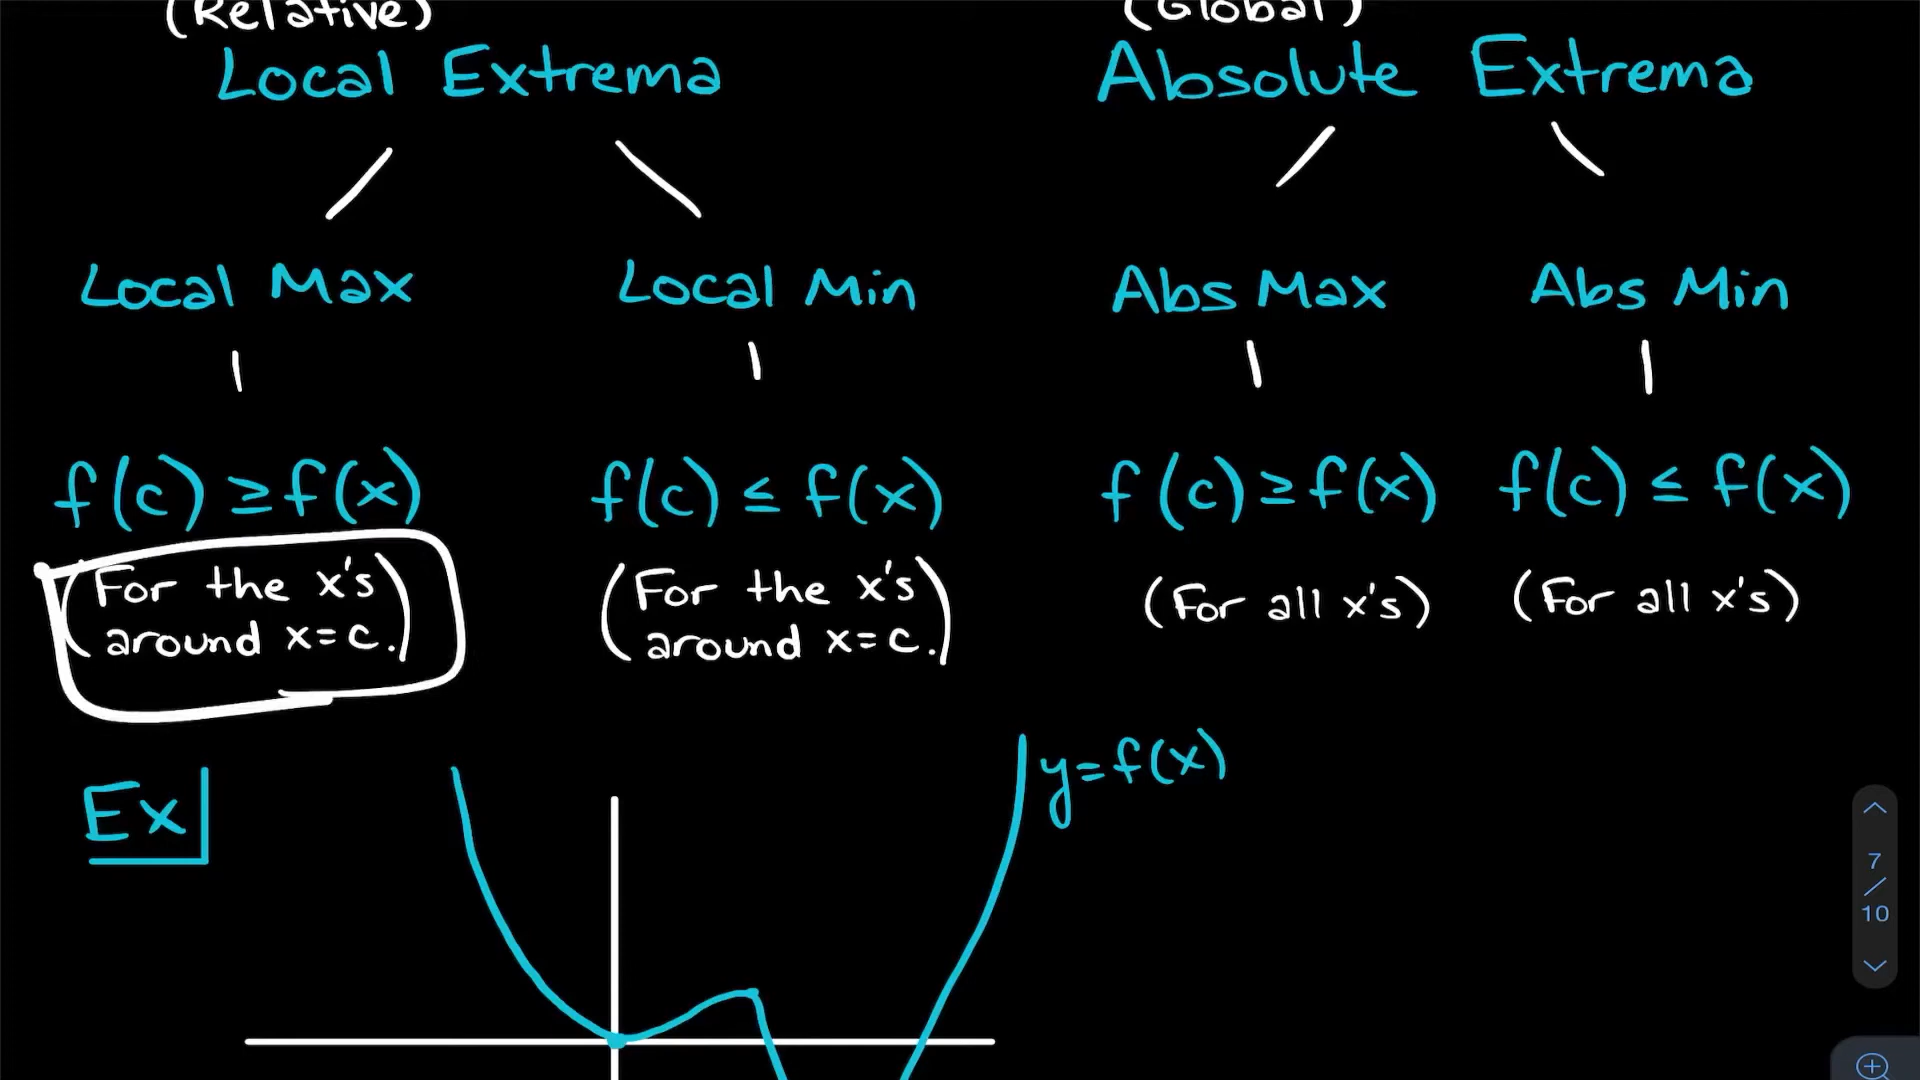 (Relative)
(Global)
Local Extrema
Absolute Extrema
Local Max
Local Min
Abs Max
Abs Min
f(c) ≥ f(x)
f(c) ≤ f(x)
f(c) ≥ f(x)
f(c) ≤ f(x)
(For the x's
around x=c.)
(For the x's
around x=c.)
(For all x's)
(For all x's)
Ex
y=f(x)
7
/
10